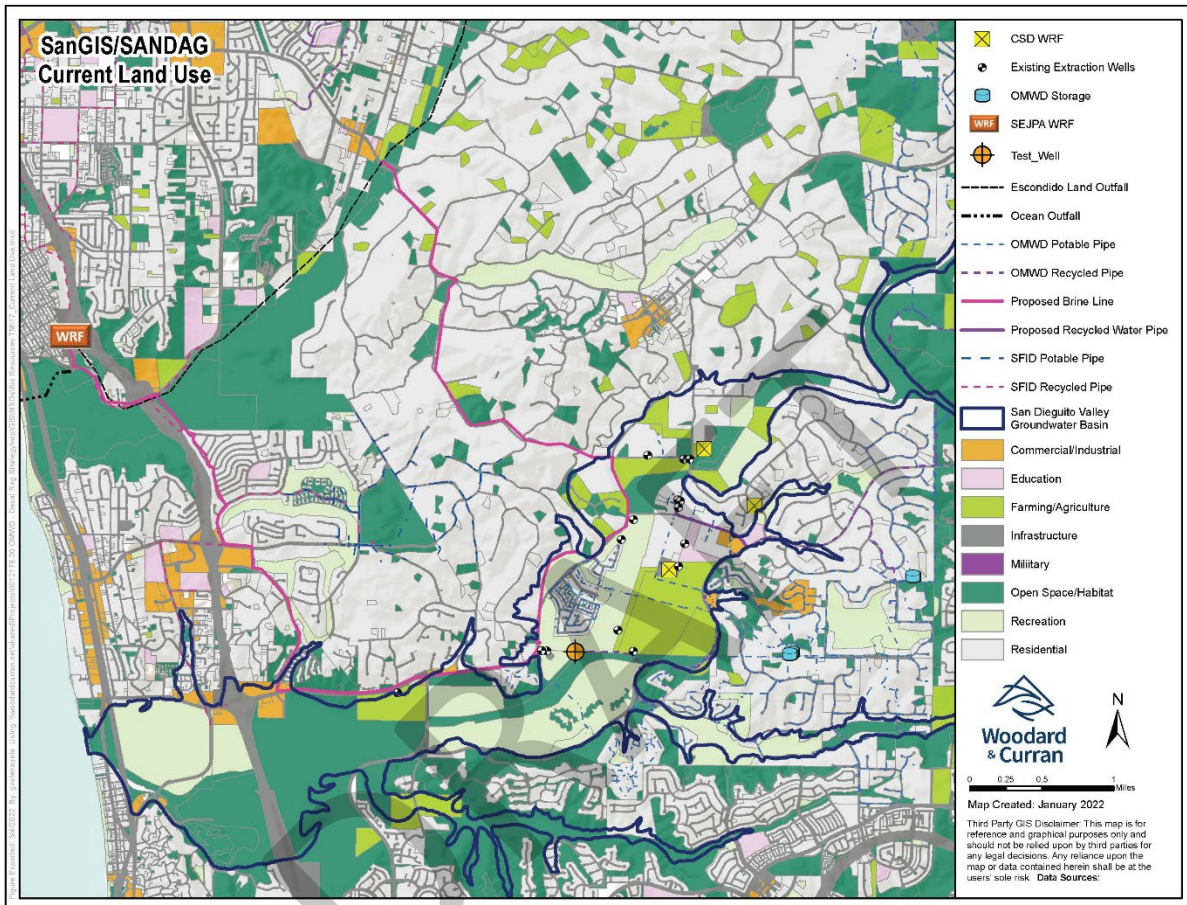 SanGIS/SANDAG
Current Land Use
WRF
CSD WRF
Existing Extraction Wells
OMWD Storage
WRF
SEJPA WRF
Test_Well
Escondido Land Outfall
Ocean Outfall
OMWD Potable Pipe
OMWD Recycled Pipe
Proposed Brine Line
Proposed Recycled Water Pipe
SFID Potable Pipe
SFID Recycled Pipe
San Dieguito Valley
Groundwater Basin
Commercial/Industrial
Education
Farming/Agriculture
Infrastructure
Military
Open Space/Habitat
Recreation
Residential
Woodard
& Curran
N
0 0.25 0.5 1
Miles
Map Created: January 2022
Third Party GIS Disclaimer: This map is for
reference and graphical purposes only and
should not be relied upon by third parties for
any legal decisions. Any reliance upon the
map or data contained herein shall be at the
users' sole risk. Data Sources:
DRAFT